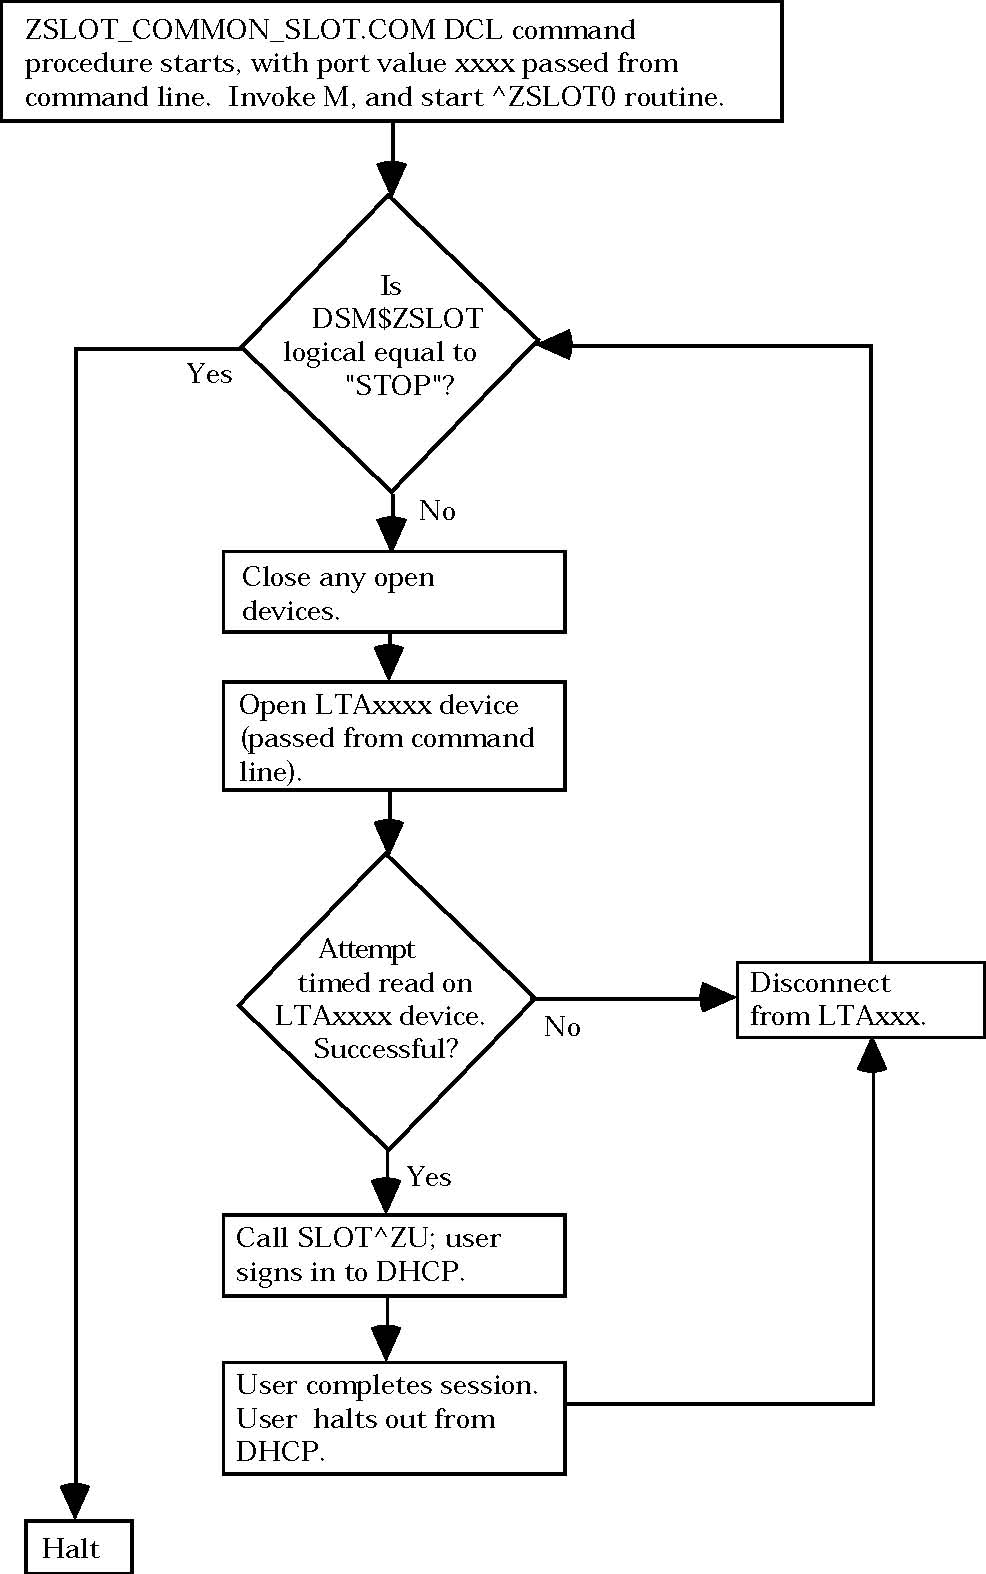 ZSLOT_COMMON_SLOT.COM DCL command
procedure starts, with port value xxxx passed from
command line.  Invoke M, and start ^ZSLOT0 routine.
Is
DSM$ZSLOT
logical equal to
"STOP"?
Yes
No
Close any open
devices.
Open LTAxxxx device
(passed from command
line).
Attempt
timed read on
LTAxxxx device.
Successful?
No
Disconnect
from LTAxxx.
Yes
Call SLOT^ZU; user
signs in to DHCP.
User completes session.
User  halts out from
DHCP.
Halt